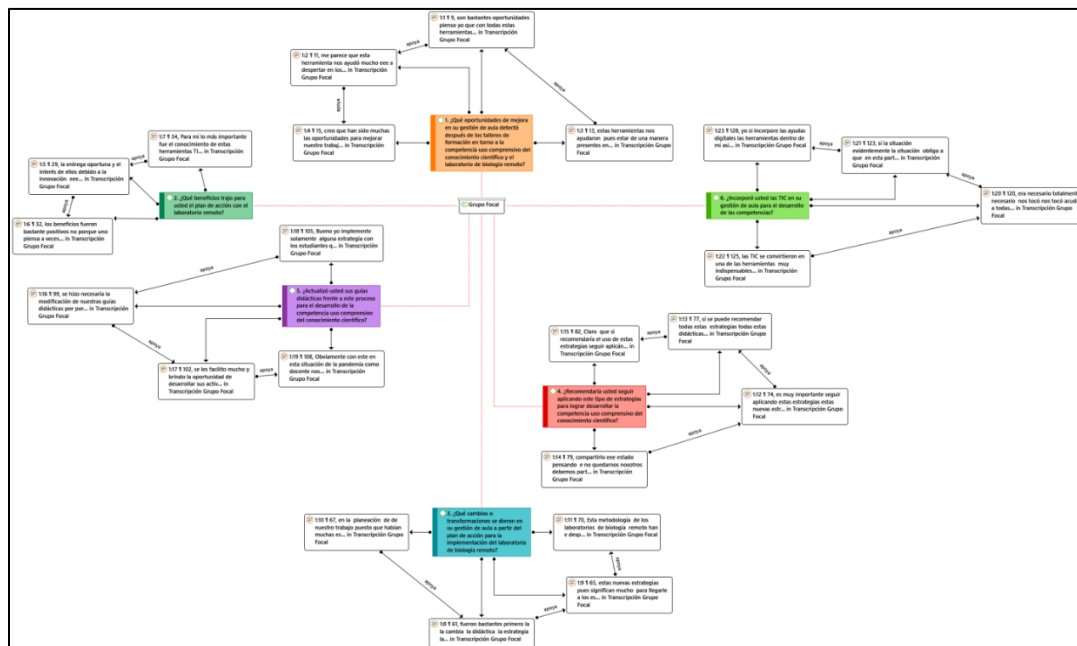 1:1 ¶ 9, son bastantes oportunidades
pienso yo que con todas estas
herramientas... in Transcripción
Grupo Focal
apoya
1:2 ¶ 11, me parece que esta
herramienta nos ayudó mucho eee a
despertar en los... in Transcripción
Grupo Focal
apoya
1:4 ¶ 15, creo que han sido muchas
las oportunidades para mejorar
nuestro trabaj... in Transcripción
Grupo Focal
1. ¿Qué oportunidades de mejora
en su gestión de aula detectó
después de los talleres de
formación en torno a la
competencia uso comprensivo del
conocimiento científico y el
laboratorio de biología remoto?
apoya
1:3 ¶ 13, estas herramientas nos
ayudaron pues estar de una manera
presentes en... in Transcripción
Grupo Focal
1:7 ¶ 34, Para mí lo más importante
fue el conocimiento de estas
herramientas TI... in Transcripción
Grupo Focal
apoya
1:5 ¶ 29, la entrega oportuna y el
interés de ellos debido a la
innovación eee... in Transcripción
Grupo Focal
apoya
1:6 ¶ 32, los beneficios fueron
bastante positivos no porque uno
piensa a veces... in Transcripción
Grupo Focal
2. ¿Qué beneficios trajo para
usted el plan de acción con el
laboratorio remoto?
Grupo Focal
1:23 ¶ 128, yo si incorpore las ayudas
digitales las herramientas dentro de
mi asi... in Transcripción
Grupo Focal
apoya
1:21 ¶ 123, si la situación
evidentemente la situación obligo a
que en esta part... in Transcripción
Grupo Focal
apoya
1:20 ¶ 120, era necesario totalmente
necesario nos tocó nos tocó acudir
a todas... in Transcripción
Grupo Focal
6. ¿Incorporó usted las TIC en su
gestión de aula para el desarrollo
de las competencias?
apoya
1:22 ¶ 125, las TIC se convirtieron en
una de las herramientas muy
indispensables... in Transcripción
Grupo Focal
1:18 ¶ 105, Bueno yo implemente
solamente alguna estrategia con
los estudiantes q... in Transcripción
Grupo Focal
apoya
1:16 ¶ 99, se hizo necesaria la
modificación de nuestras guías
didácticas por par... in Transcripción
Grupo Focal
5. ¿Actualizó usted sus guías
didácticas frente a este proceso
para el desarrollo de la
competencia uso comprensivo
del conocimiento científico?
apoya
1:17 ¶ 102, se les facilito mucho y
brindo la oportunidad de
desarrollar sus activ... in
Transcripción Grupo Focal
apoya
1:19 ¶ 108, Obviamente con este en
esta situación de la pandemia como
docente nos... in Transcripción
Grupo Focal
1:13 ¶ 77, si se puede recomendar
todas estas estrategias todas estas
didácticas... in Transcripción
Grupo Focal
apoya
1:15 ¶ 82, Claro que sí
recomendaría el uso de estas
estrategias seguir aplicán... in
Transcripción Grupo Focal
apoya
1:12 ¶ 74, es muy importante seguir
aplicando estas estrategias estas
nuevas estr... in Transcripción
Grupo Focal
4. ¿Recomendaría usted seguir
aplicando este tipo de estrategias
para lograr desarrollar la
competencia uso comprensivo del
conocimiento científico?
apoya
1:14 ¶ 79, compartirlo eee estado
pensando e no quedarnos nosotros
debemos part... in Transcripción
Grupo Focal
1:10 ¶ 67, en la planeación de de
nuestro trabajo puesto que habían
muchas es... in Transcripción Grupo
Focal
3. ¿Qué cambios o
transformaciones se dieron en
su gestión de aula a partir del
plan de acción para la
implementación del laboratorio
de biología remoto?
1:11 ¶ 70, Esta metodología de los
laboratorios de biología remoto han
e desp... in Transcripción Grupo
Focal
apoya
apoya
1:9 ¶ 65, estas nuevas estrategias
pues significan mucho para llegarle
a los es... in Transcripción Grupo
Focal
apoya
1:8 ¶ 61, fueron bastantes primero la
la cambia la didáctica la estrategia
la... in Transcripción Grupo Focal